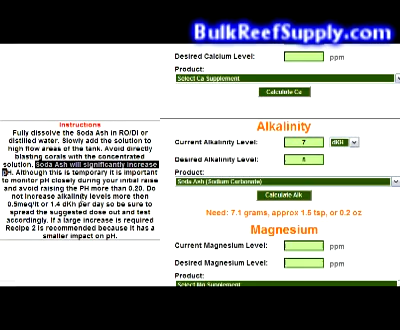 BulkReefSupply.com
Desired Calcium Level:
ppm
Product:
Select Ca Supplement
Calculate Ca
Instructions
Fully dissolve the Soda Ash in RO/DI or
distilled water. Slowly add the solution to
high flow areas of the tank. Avoid directly
blasting corals with the concentrated
solution. Soda Ash will significantly increase
pH. Although this is temporary it is important
to monitor pH closely during your initial raise
and avoid raising the PH more than 0.20. Do
not increase alkalinity levels more then
0.5meq/lt or 1.4 dKH per day so be sure to
spread the suggested dose out and test
accordingly. If a large increase is required
Recipe 2 is recommended because it has a
smaller impact on pH.
Alkalinity
Current Alkalinity Level:
7
dKH
Desired Alkalinity Level:
8
Product:
Soda Ash (Sodium Carbonate)
Calculate Alk
Need: 7.1 grams, approx 1.5 tsp, or 0.2 oz
Magnesium
Current Magnesium Level:
ppm
Desired Magnesium Level:
ppm
Product:
Select Mg Supplement